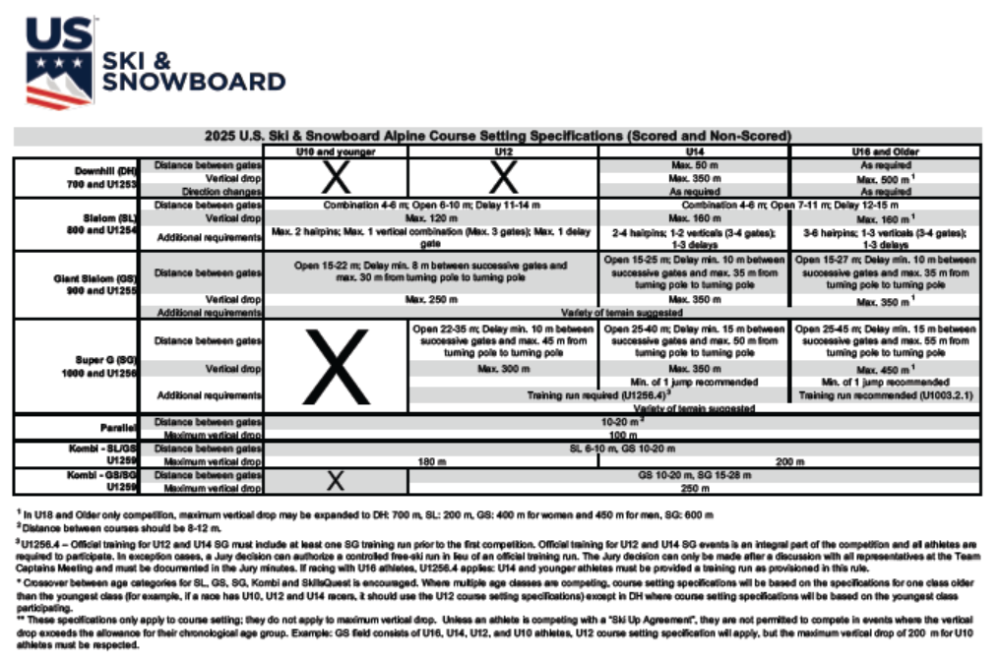 US
SKI &
SNOWBOARD
2025 U.S. Ski & Snowboard Alpine Course Setting Specifications (Scored and Non-Scored)
U10 and younger U12 U14 U16 and Older
Downhill (DH)
700 and U1253
Distance between gates X X Max. 50 m As required
Vertical drop Max. 350 m Max. 500 m 1
Direction changes As required As required
Slalom (SL)
800 and U1254
Distance between gates Combination 4-6 m; Open 6-10 m; Delay 11-14 m Combination 4-6 m; Open 7-11 m; Delay 12-15 m
Vertical drop Max. 120 m Max. 160 m Max. 160 m 1
Additional requirements Max. 2 hairpins; Max. 1 vertical combination (Max. 3 gates); Max. 1 delay gate 2-4 hairpins; 1-2 verticals (3-4 gates); 1-3 delays 3-6 hairpins; 1-3 verticals (3-4 gates); 1-3 delays
Giant Slalom (GS)
900 and U1255
Distance between gates Open 15-22 m; Delay min. 8 m between successive gates and max. 30 m from turning pole to turning pole Open 15-25 m; Delay min. 10 m between successive gates and max. 35 m from turning pole to turning pole Open 15-27 m; Delay min. 10 m between successive gates and max. 35 m from turning pole to turning pole
Vertical drop Max. 250 m Max. 350 m Max. 350 m 1
Additional requirements Variety of terrain suggested
Super G (SG)
1000 and U1256
Distance between gates X Open 22-35 m; Delay min. 10 m between successive gates and max. 45 m from turning pole to turning pole Open 25-40 m; Delay min. 15 m between successive gates and max. 50 m from turning pole to turning pole Open 25-45 m; Delay min. 15 m between successive gates and max. 55 m from turning pole to turning pole
Vertical drop Max. 300 m Max. 350 m Max. 450 m 1
Min. of 1 jump recommended Min. of 1 jump recommended
Additional requirements Training run required (U1256.4)3 Training run recommended (U1003.2.1)
Variety of terrain suggested
Parallel
Distance between gates 10-20 m 2
Maximum vertical drop 100 m
Kombi - SL/GS
U1259
Distance between gates SL 6-10 m, GS 10-20 m
Maximum vertical drop 180 m 200 m
Kombi - GS/SG
U1259
Distance between gates X GS 10-20 m, SG 15-28 m
Maximum vertical drop 250 m
1 In U18 and Older only competition, maximum vertical drop may be expanded to DH: 700 m, SL: 200 m, GS: 400 m for women and 450 m for men, SG: 600 m
2 Distance between courses should be 8-12 m.
3 U1256.4 – Official training for U12 and U14 SG must include at least one SG training run prior to the first competition. Official training for U12 and U14 SG events is an integral part of the competition and all athletes are
required to participate. In exception cases, a Jury decision can authorize a controlled free-ski run in lieu of an official training run. The Jury decision can only be made after a discussion with all representatives at the Team
Captains Meeting and must be documented in the Jury minutes. If racing with U16 athletes, U1256.4 applies: U14 and younger athletes must be provided a training run as provisioned in this rule.
* Crossover between age categories for SL, GS, SG, Kombi and SkillsQuest is encouraged. Where multiple age classes are competing, course setting specifications will be based on the specifications for one class older
than the youngest class (for example, if a race has U10, U12 and U14 racers, it should use the U12 course setting specifications) except in DH where course setting specifications will be based on the youngest class
participating.
** These specifications only apply to course setting; they do not apply to maximum vertical drop. Unless an athlete is competing with a "Ski Up Agreement", they are not permitted to compete in events where the vertical
drop exceeds the allowance for their chronological age group. Example: GS field consists of U16, U14, U12, and U10 athletes, U12 course setting specification will apply, but the maximum vertical drop of 200 m for U10
athletes must be respected.